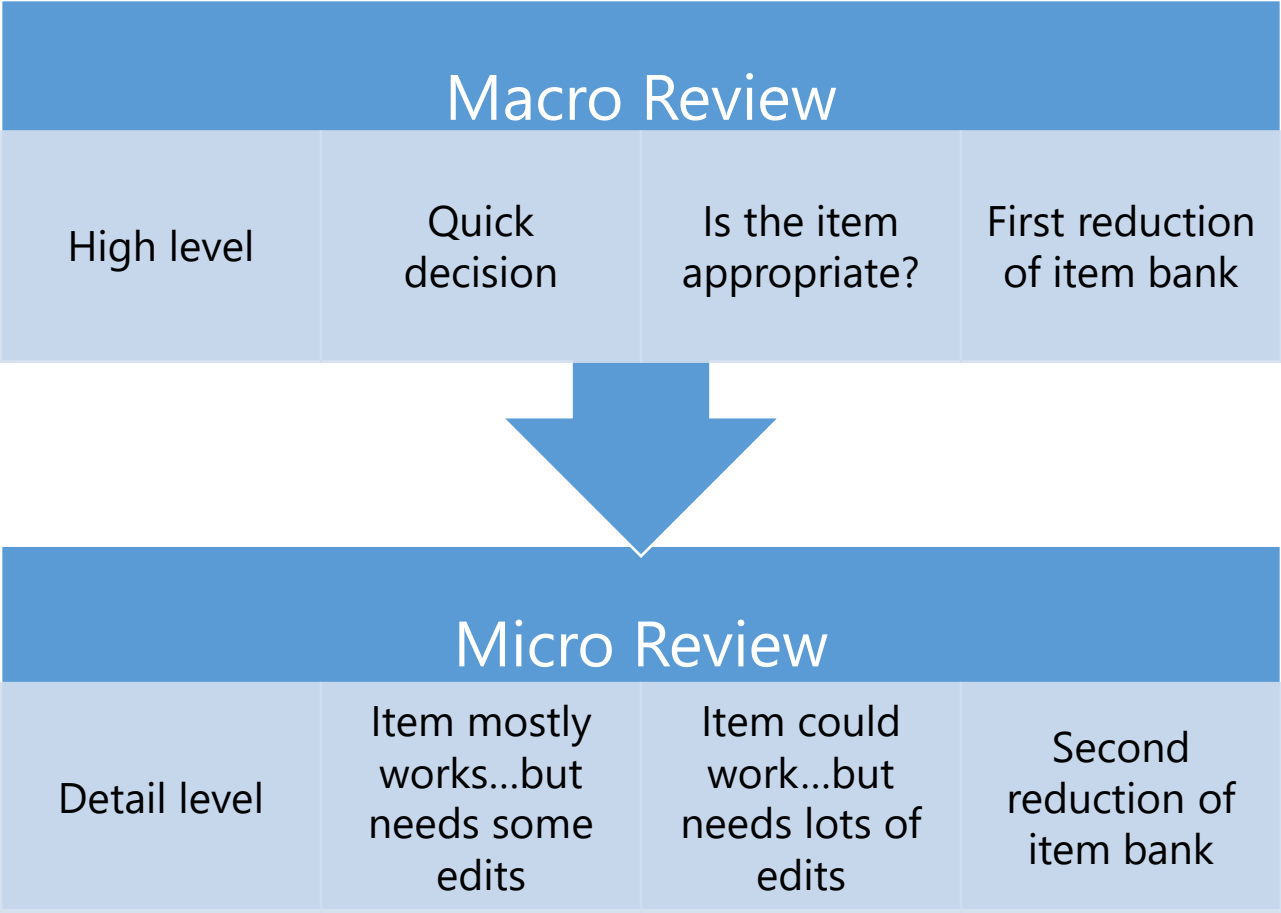 Macro Review
High level
Quick
decision
Is the item
appropriate?
First reduction
of item bank
Micro Review
Detail level
Item mostly
works...but
needs some
edits
Item could
work...but
needs lots of
edits
Second
reduction of
item bank